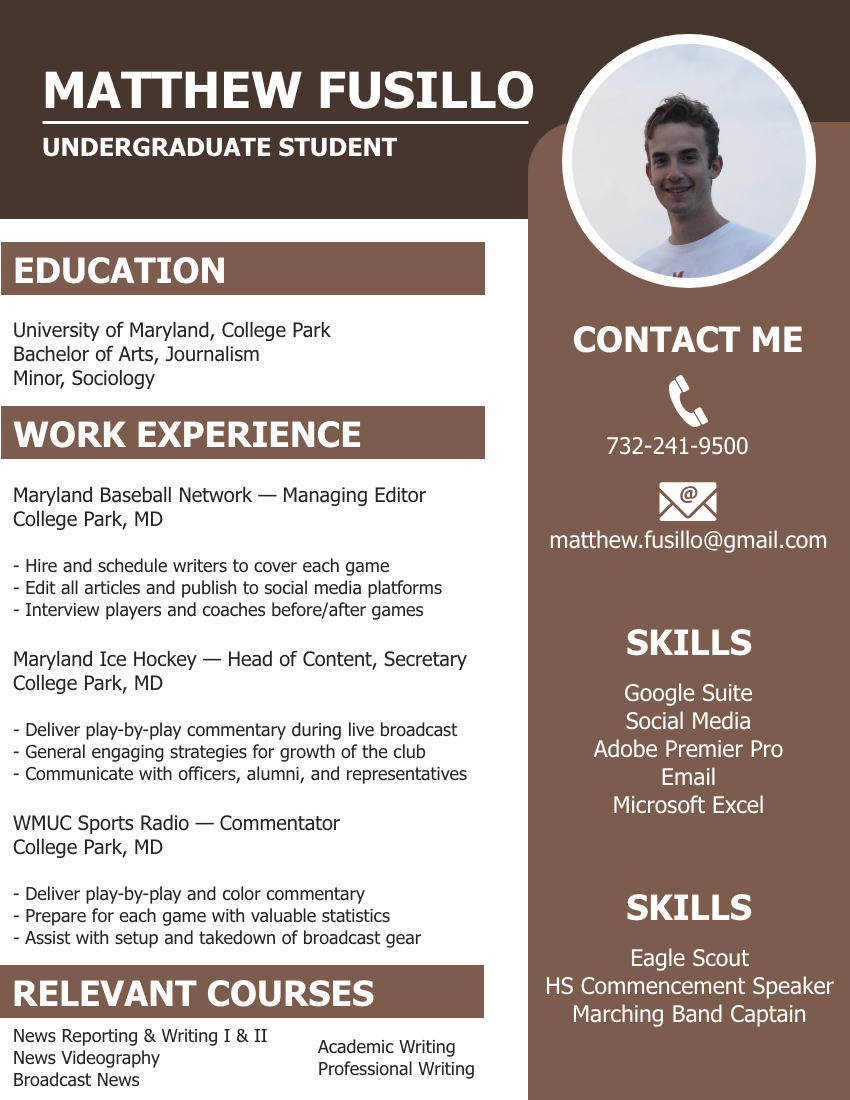 MATTHEW FUSILLO
UNDERGRADUATE STUDENT
EDUCATION
University of Maryland, College Park
Bachelor of Arts, Journalism
Minor, Sociology
WORK EXPERIENCE
Maryland Baseball Network — Managing Editor
College Park, MD
- Hire and schedule writers to cover each game
- Edit all articles and publish to social media platforms
- Interview players and coaches before/after games
Maryland Ice Hockey — Head of Content, Secretary
College Park, MD
- Deliver play-by-play commentary during live broadcast
- General engaging strategies for growth of the club
- Communicate with officers, alumni, and representatives
WMUC Sports Radio — Commentator
College Park, MD
- Deliver play-by-play and color commentary
- Prepare for each game with valuable statistics
- Assist with setup and takedown of broadcast gear
RELEVANT COURSES
News Reporting & Writing I & II
News Videography
Broadcast News
Academic Writing
Professional Writing
CONTACT ME
732-241-9500
@
matthew.fusillo@gmail.com
SKILLS
Google Suite
Social Media
Adobe Premier Pro
Email
Microsoft Excel
SKILLS
Eagle Scout
HS Commencement Speaker
Marching Band Captain